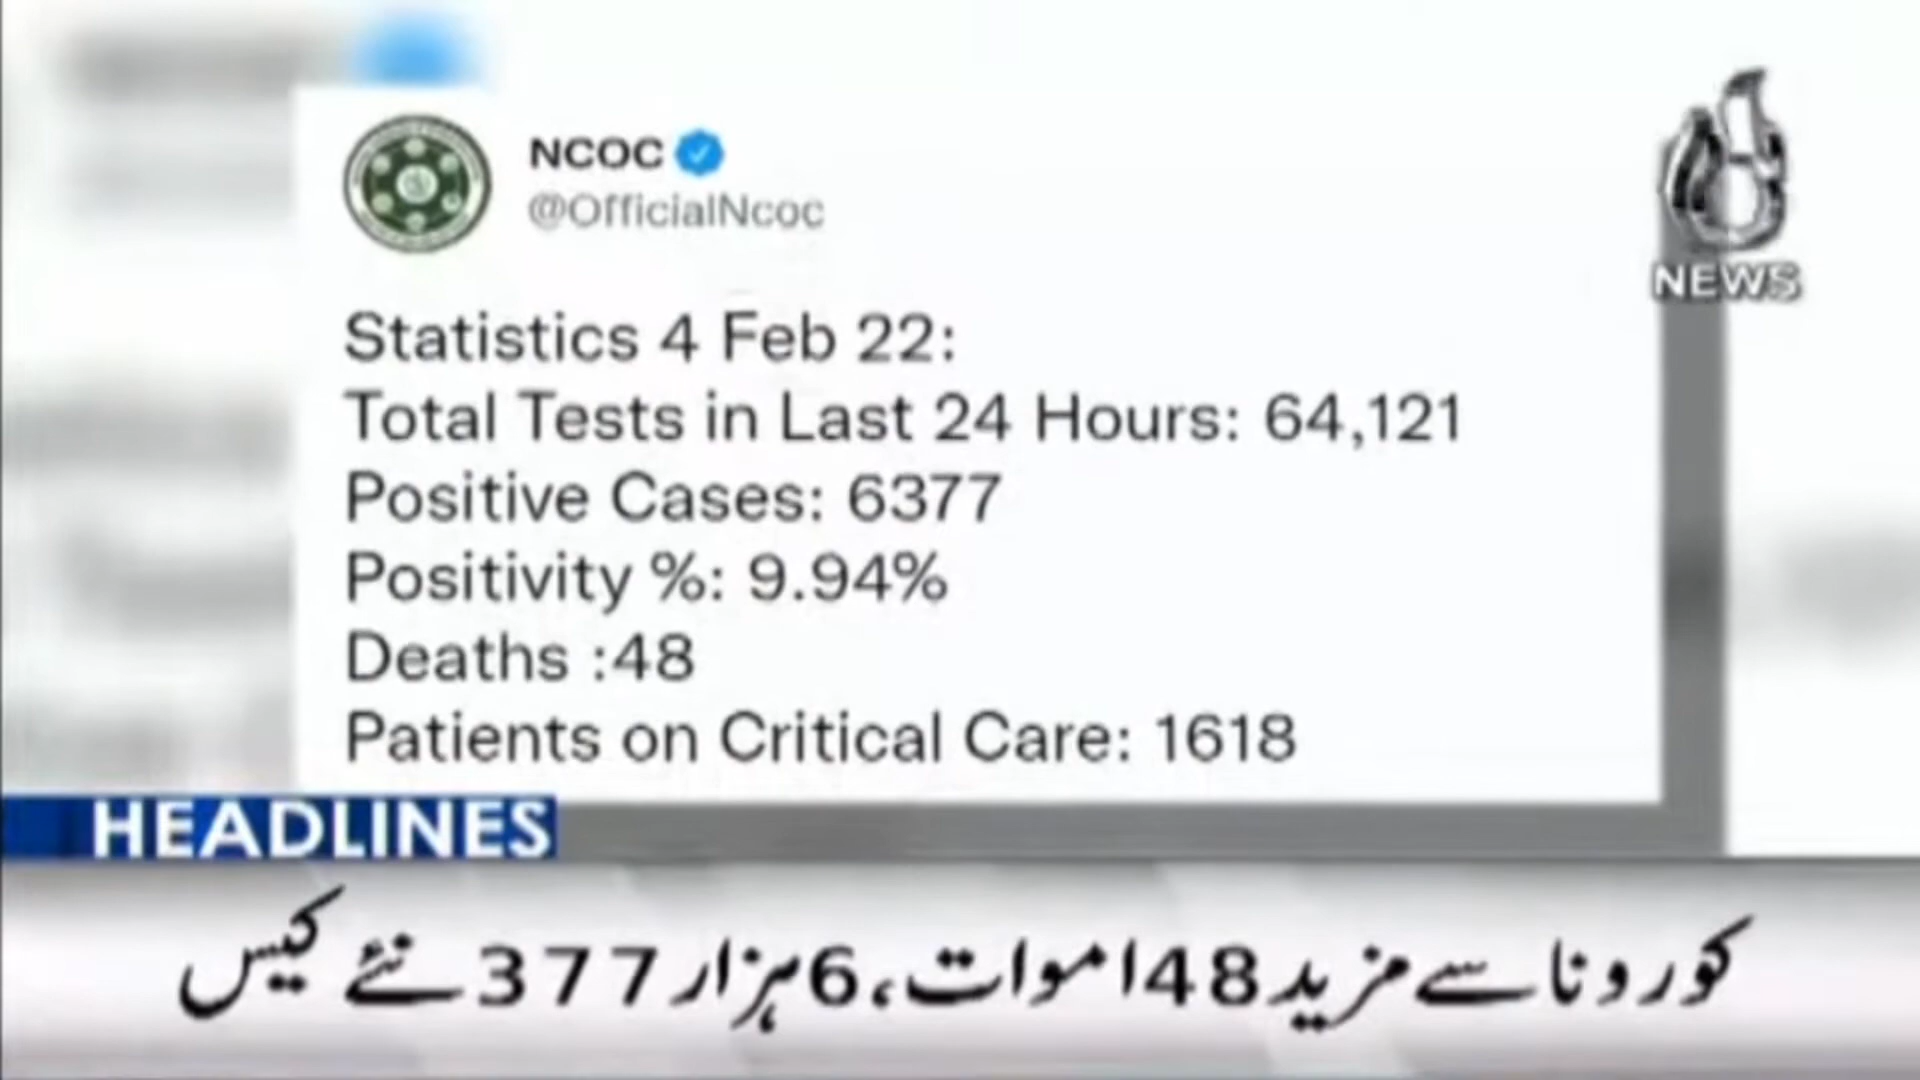 NCOC
@OfficialNcoc
NEWS
Statistics 4 Feb 22:
Total Tests in Last 24 Hours: 64,121
Positive Cases: 6377
Positivity %: 9.94%
Deaths :48
Patients on Critical Care: 1618
HEADLINES
کورونا سے مزید 48 اموات، 6 ہزار 377 نئے کیس